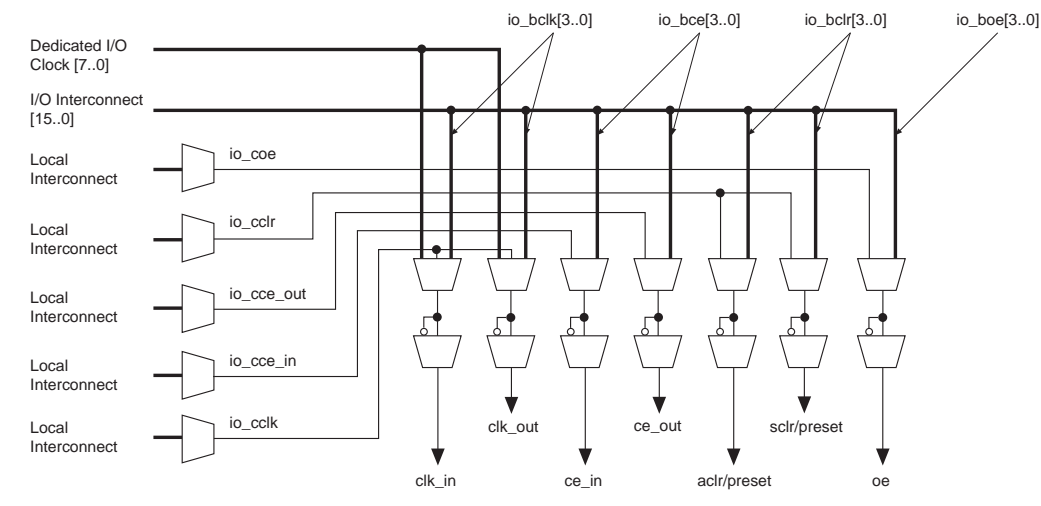 io_bclk[3..0]
io_bce[3..0]
io_bclr[3..0]
io_boe[3..0]
Dedicated I/O
Clock [7..0]
I/O Interconnect
[15..0]
Local
Interconnect
io_coe
Local
Interconnect
io_cclr
Local
Interconnect
io_cce_out
Local
Interconnect
io_cce_in
Local
Interconnect
io_cclk
clk_out
ce_out
sclr/preset
clk_in
ce_in
aclr/preset
oe